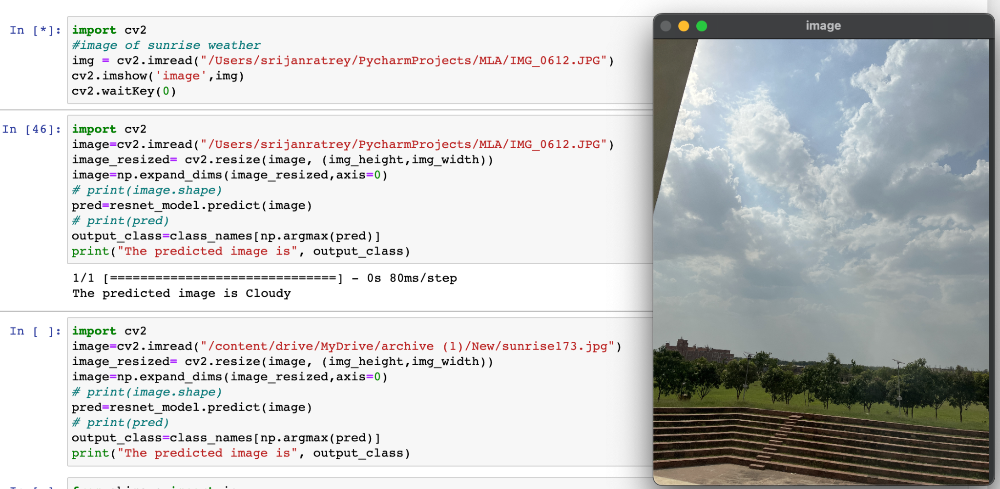 In [*]:
import cv2
#image of sunrise weather
img = cv2.imread("/Users/srijanratrey/PycharmProjects/MLA/IMG_0612.JPG")
cv2.imshow('image',img)
cv2.waitKey(0)
In [46]:
import cv2
image=cv2.imread("/Users/srijanratrey/PycharmProjects/MLA/IMG_0612.JPG")
image_resized= cv2.resize(image, (img_height,img_width))
image=np.expand_dims(image_resized,axis=0)
# print(image.shape)
pred=resnet_model.predict(image)
# print(pred)
output_class=class_names[np.argmax(pred)]
print("The predicted image is", output_class)
1/1 [==============================] - 0s 80ms/step
The predicted image is Cloudy
In [ ]:
import cv2
image=cv2.imread("/content/drive/MyDrive/archive (1)/New/sunrise173.jpg")
image_resized= cv2.resize(image, (img_height,img_width))
image=np.expand_dims(image_resized,axis=0)
# print(image.shape)
pred=resnet_model.predict(image)
# print(pred)
output_class=class_names[np.argmax(pred)]
print("The predicted image is", output_class)
image